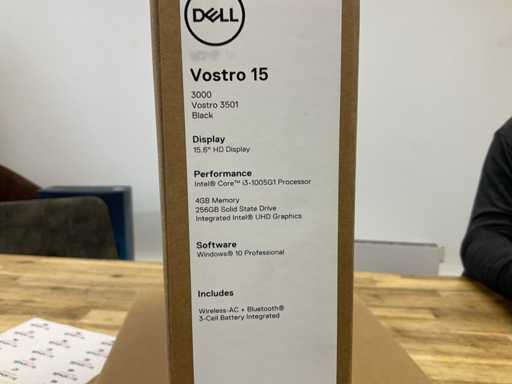 DELL
Vostro 15
3000
Vostro 3501
Black
Display
15.6" HD Display
Performance
Intel® Core™ i3-1005G1 Processor
4GB Memory
256GB Solid State Drive
Integrated Intel® UHD Graphics
Software
Windows® 10 Professional
Includes
Wireless-AC + Bluetooth®
3-Cell Battery Integrated